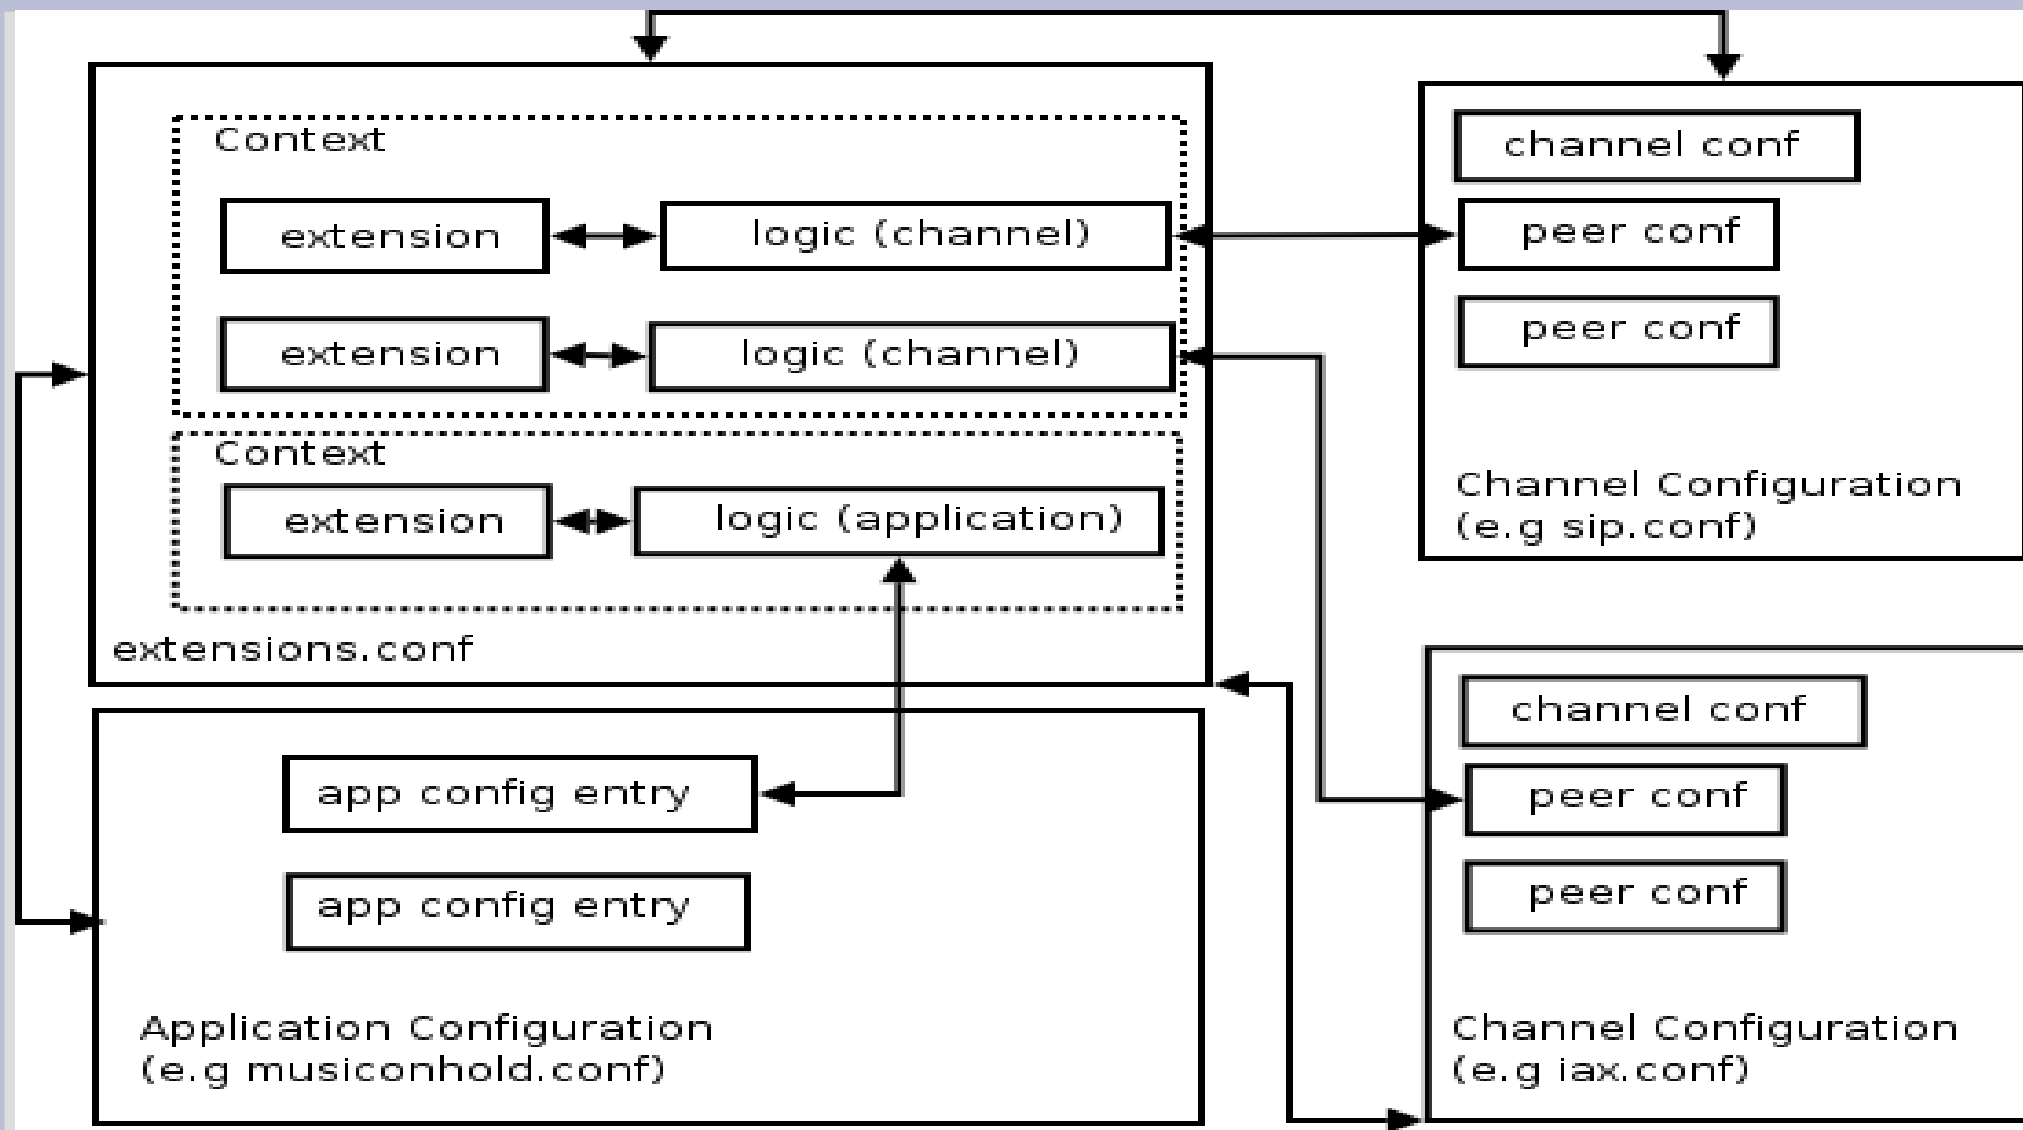 Context
extension
logic (channel)
extension
logic (channel)
Context
extension
logic (application)
extensions.conf
app config entry
app config entry
Application Configuration
(e.g musiconhold.conf)
channel conf
peer conf
peer conf
Channel Configuration
(e.g sip.conf)
channel conf
peer conf
peer conf
Channel Configuration
(e.g iax.conf)